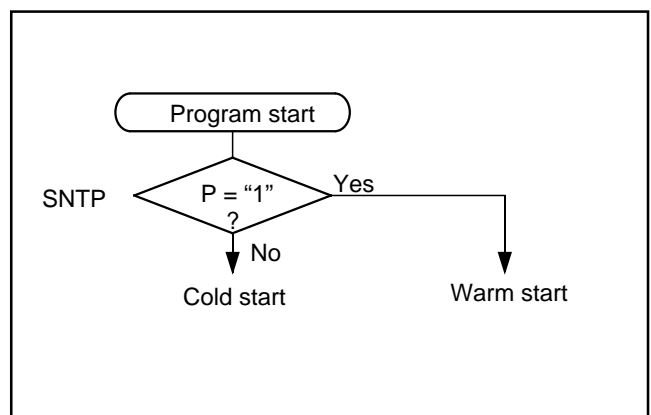 Program start
SNTP
P = “1”
?
Yes
No
Cold start
Warm start